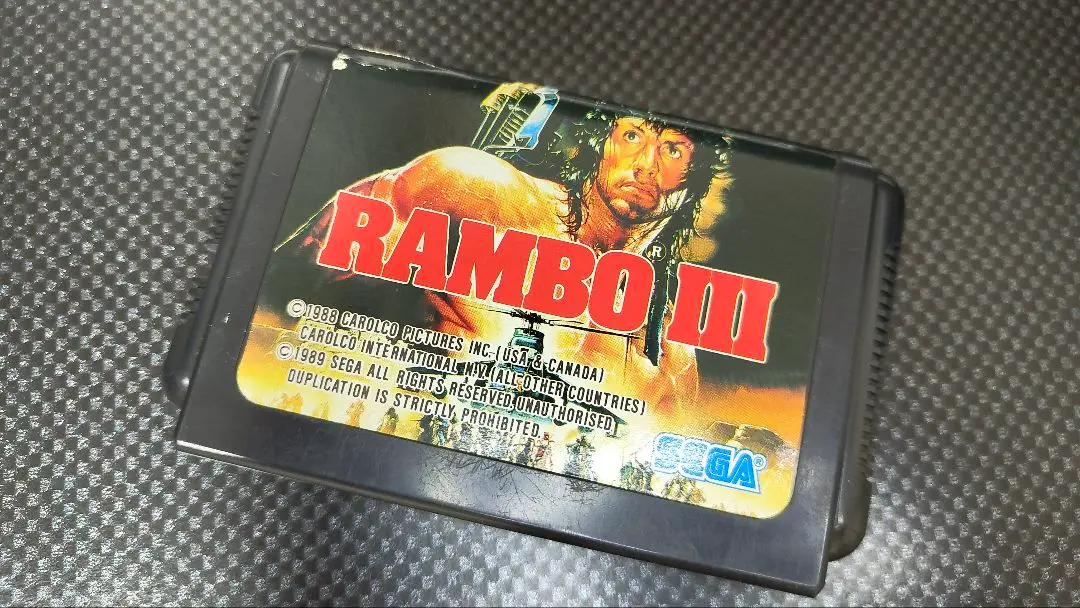 RAMBO® III
©1988 CAROLCO PICTURES INC.(USA & CANADA)
CAROLCO INTERNATIONAL N.V.(ALL OTHER COUNTRIES)
©1989 SEGA ALL RIGHTS RESERVED.UNAUTHORISED
DUPLICATION IS STRICTLY PROHIBITED.
SEGA®